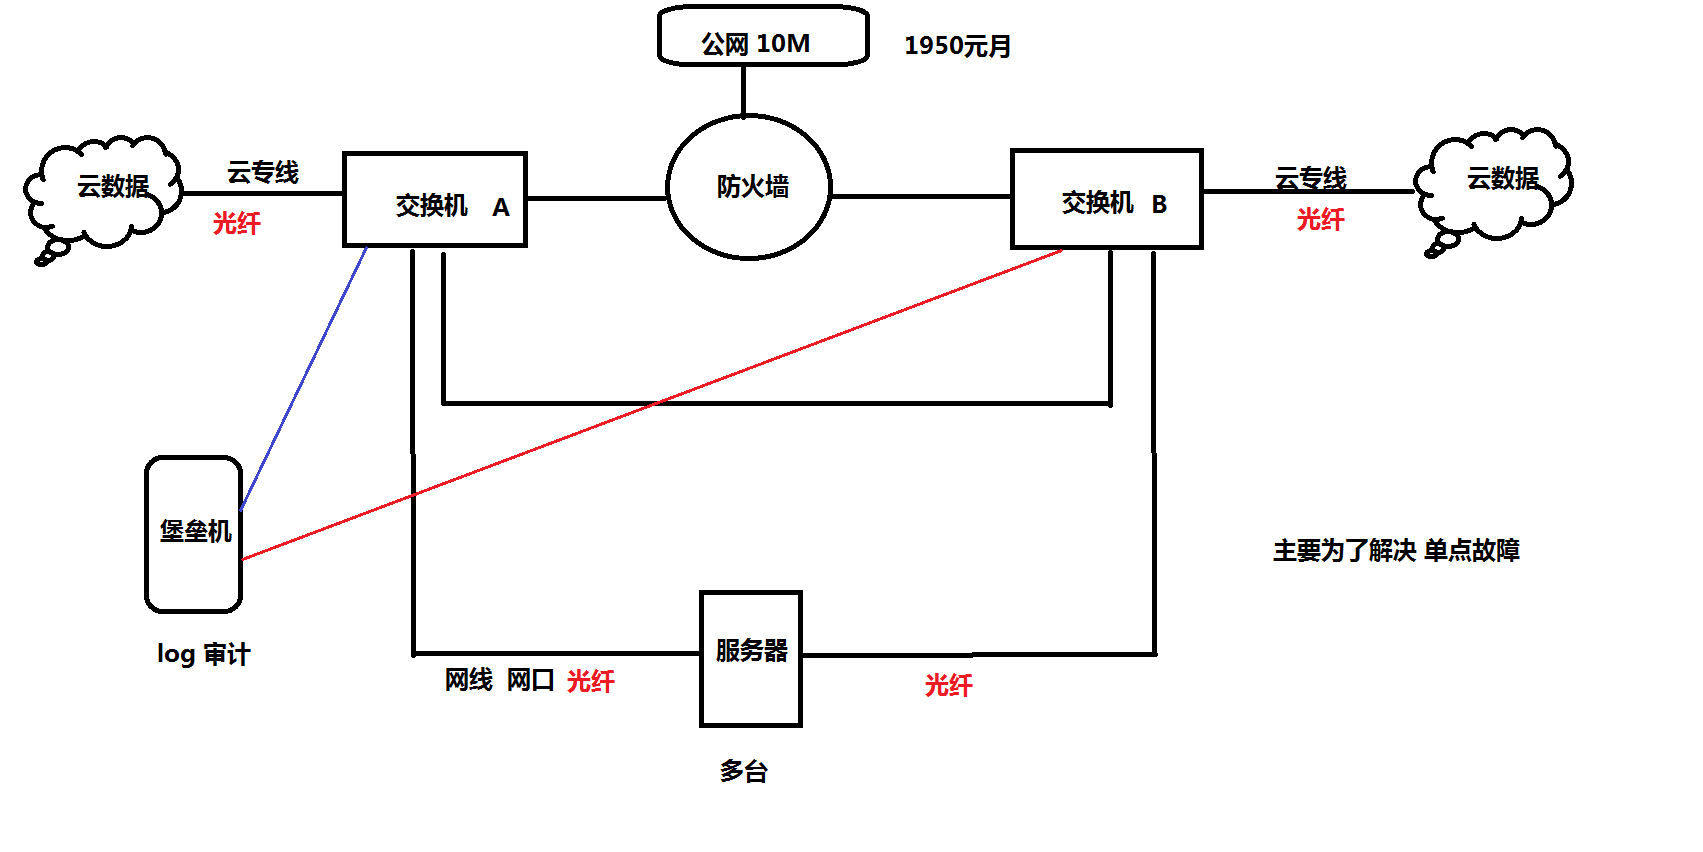 公网 10M
1950元月
云数据
云专线
光纤
交换机 A
防火墙
交换机 B
云专线
光纤
云数据
堡垒机
log 审计
主要为了解决 单点故障
服务器
网线 网口 光纤
光纤
多台